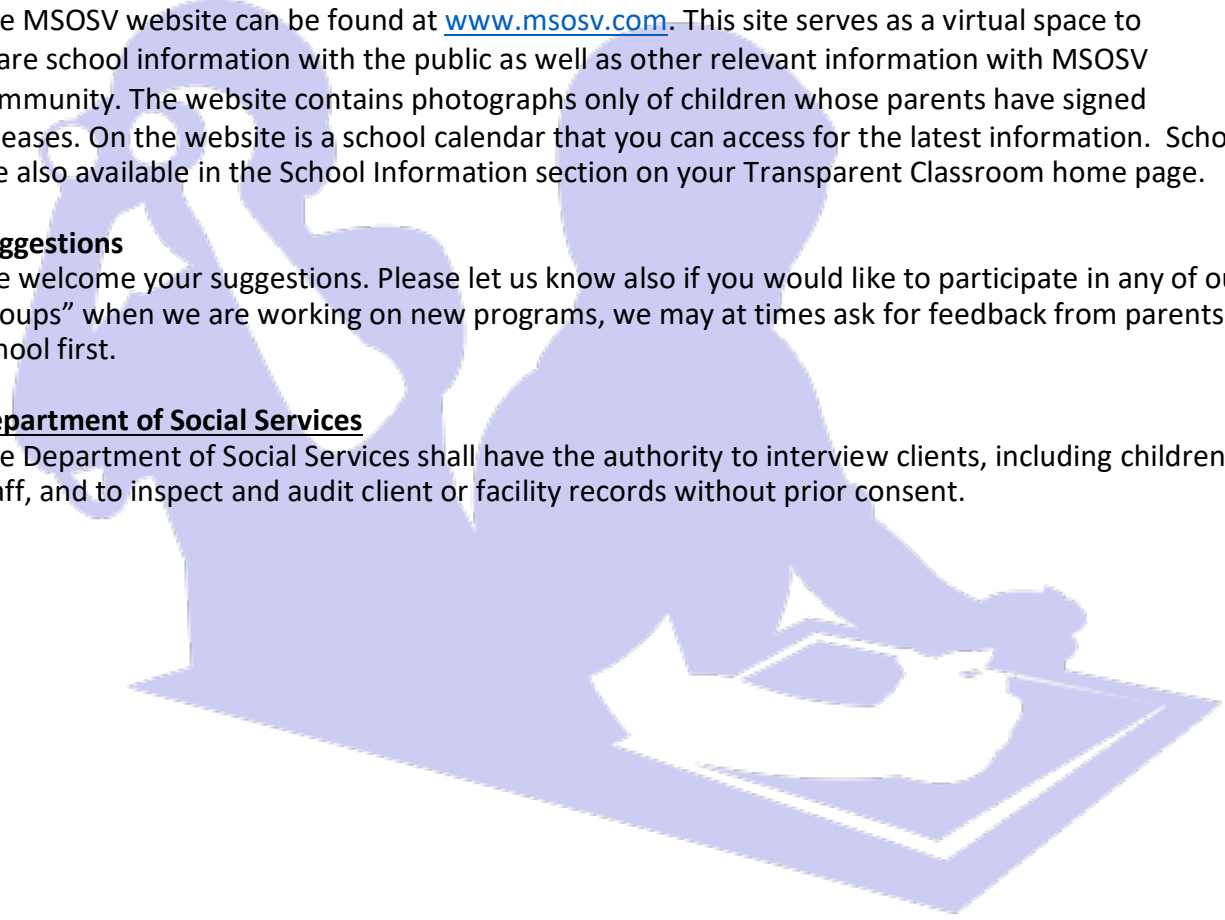 e MSOSV website can be found at www.msosv.com. This site serves as a virtual space to
are school information with the public as well as other relevant information with MSOSV
mmunity. The website contains photographs only of children whose parents have signed
eases. On the website is a school calendar that you can access for the latest information. Scho
e also available in the School Information section on your Transparent Classroom home page.
ggestions
e welcome your suggestions. Please let us know also if you would like to participate in any of ou
oups” when we are working on new programs, we may at times ask for feedback from parents
hool first.
epartment of Social Services
e Department of Social Services shall have the authority to interview clients, including children
aff, and to inspect and audit client or facility records without prior consent.